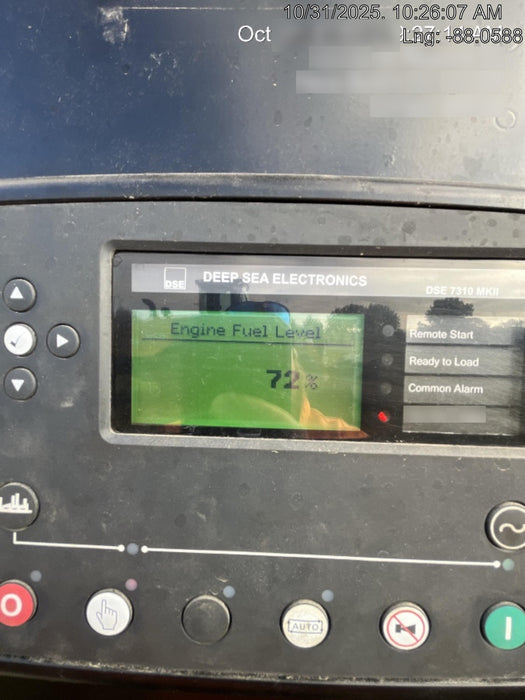 10/31/2025. 10:26:07 AM
Oct
Lng: -88.0588
DSE
DEEP SEA ELECTRONICS
DSE 7310 MKII
Engine Fuel Level
72%
Remote Start
Ready to Load
Common Alarm
O
AUTO
I